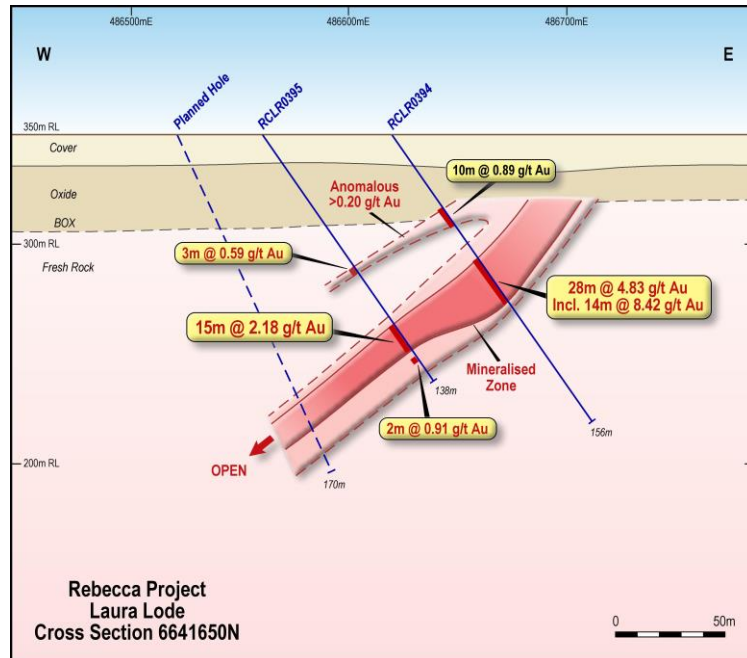 486500mE
486600mE
486700mE
W
E
Planned Hole
RCLR0395
RCLR0394
350m RL
Cover
10m @ 0.89 g/t Au
Anomalous
>0.20 g/t Au
Oxide
BOX
300m RL
3m @ 0.59 g/t Au
Fresh Rock
28m @ 4.83 g/t Au
Incl. 14m @ 8.42 g/t Au
15m @ 2.18 g/t Au
Mineralised
Zone
138m
2m @ 0.91 g/t Au
156m
OPEN
200m RL
170m
Rebecca Project
Laura Lode
Cross Section 6641650N
0
50m